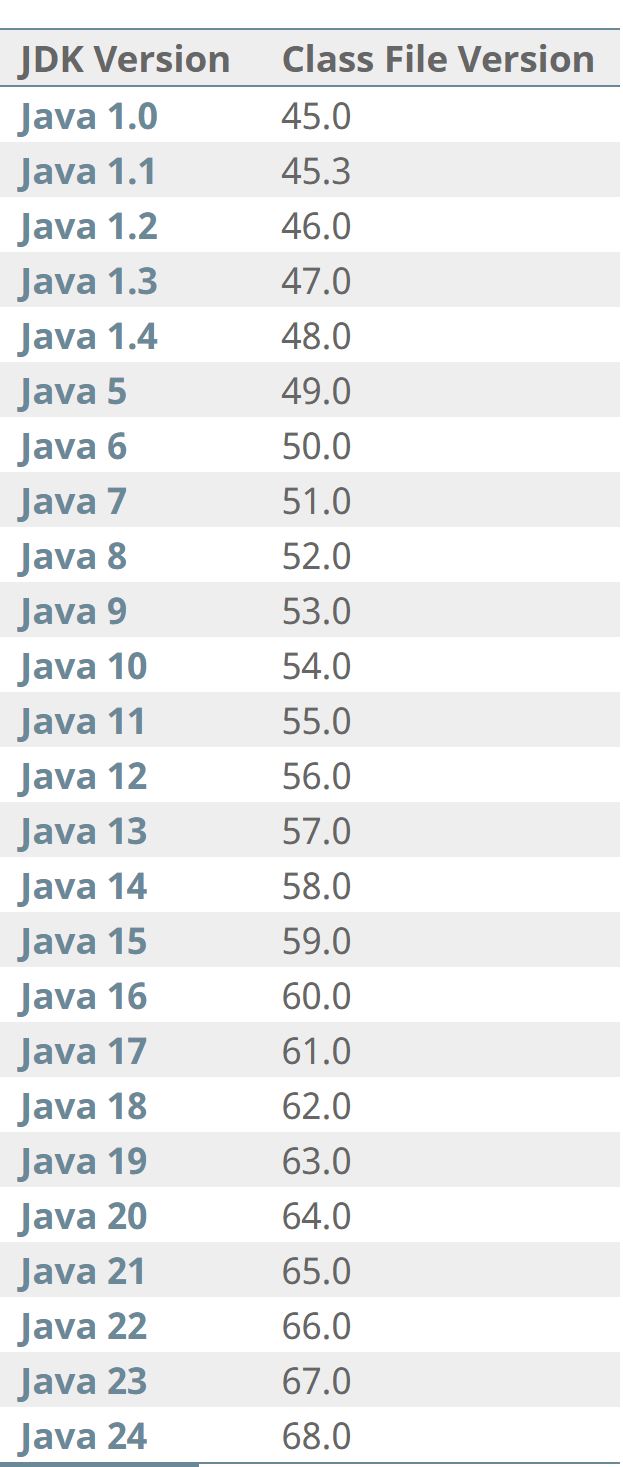 JDK Version Class File Version
Java 1.0 45.0
Java 1.1 45.3
Java 1.2 46.0
Java 1.3 47.0
Java 1.4 48.0
Java 5 49.0
Java 6 50.0
Java 7 51.0
Java 8 52.0
Java 9 53.0
Java 10 54.0
Java 11 55.0
Java 12 56.0
Java 13 57.0
Java 14 58.0
Java 15 59.0
Java 16 60.0
Java 17 61.0
Java 18 62.0
Java 19 63.0
Java 20 64.0
Java 21 65.0
Java 22 66.0
Java 23 67.0
Java 24 68.0